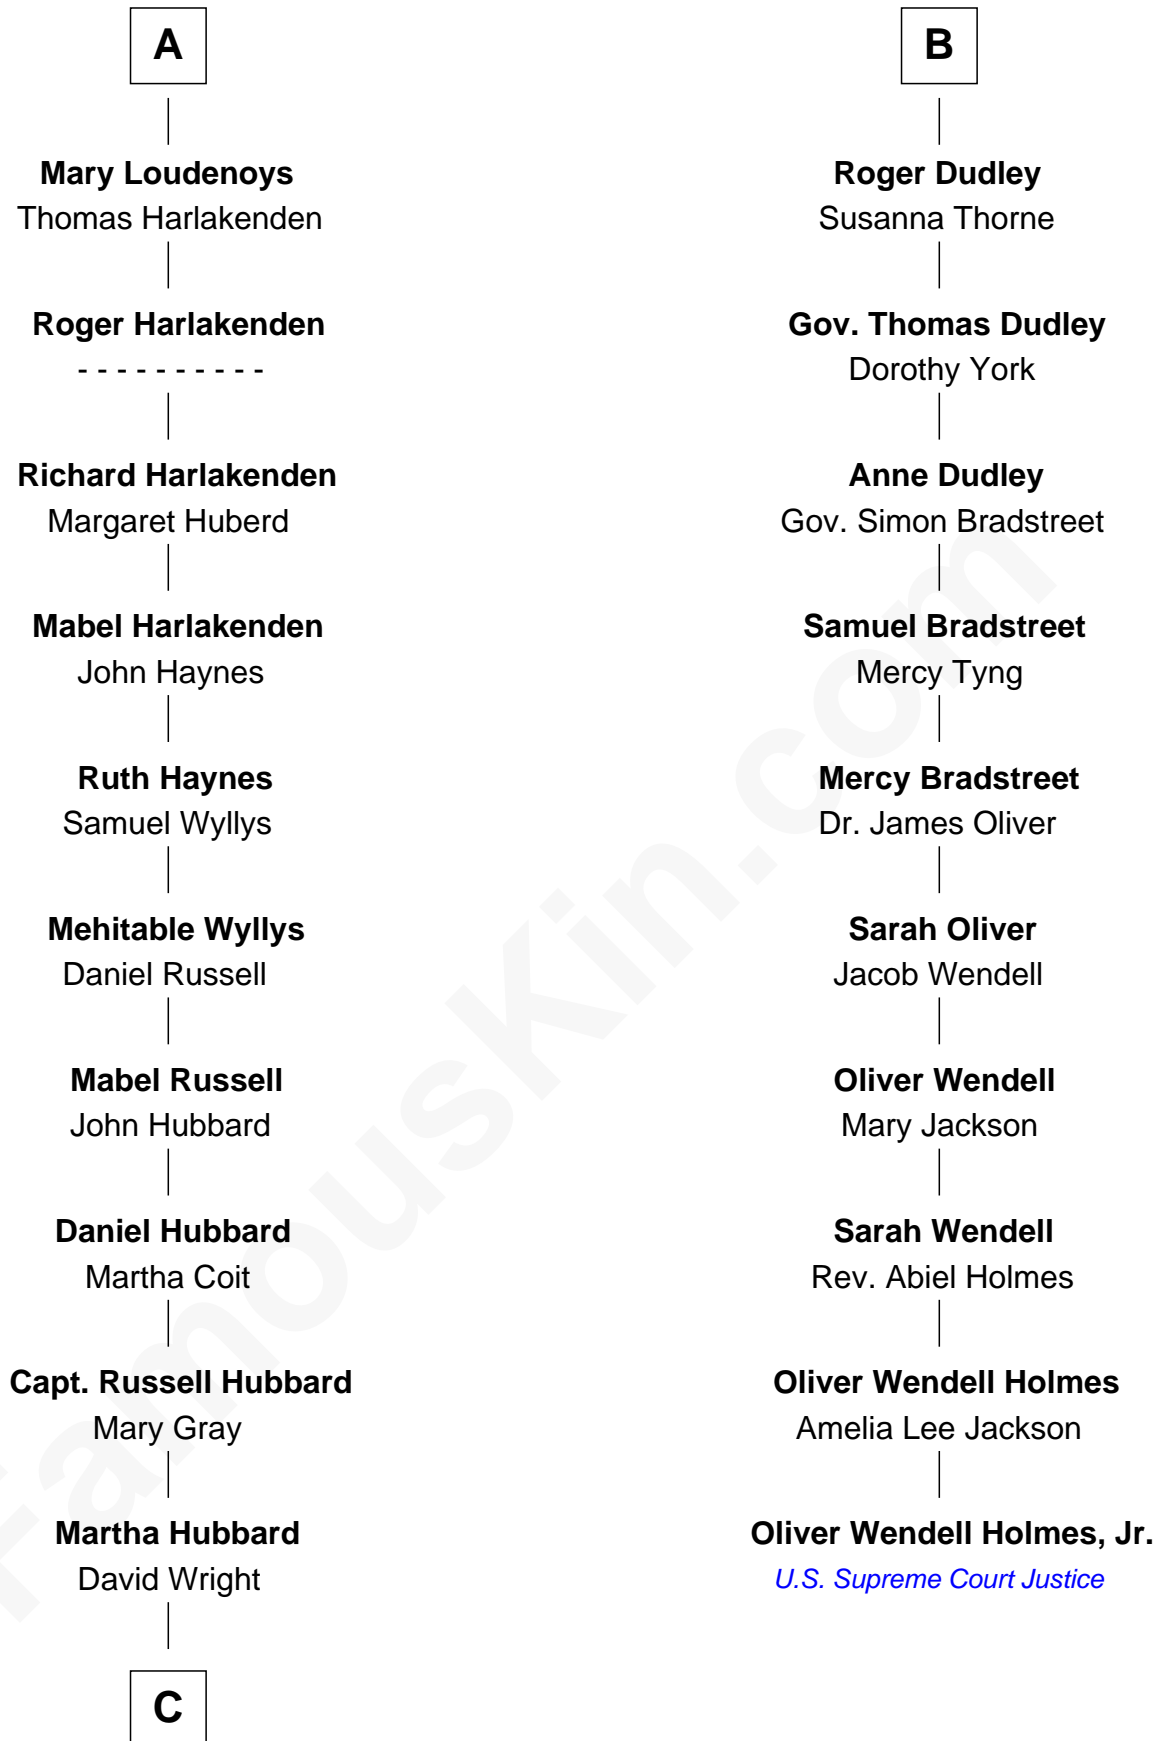 A
Mary Loudenoys
Thomas Harlakenden
Roger Harlakenden
- - - - - - - - - -
Richard Harlakenden
Margaret Huberd
Mabel Harlakenden
John Haynes
Ruth Haynes
Samuel Wyllys
Mehitable Wyllys
Daniel Russell
Mabel Russell
John Hubbard
Daniel Hubbard
Martha Coit
Capt. Russell Hubbard
Mary Gray
Martha Hubbard
David Wright
C
B
Roger Dudley
Susanna Thorne
Gov. Thomas Dudley
Dorothy York
Anne Dudley
Gov. Simon Bradstreet
Samuel Bradstreet
Mercy Tyng
Mercy Bradstreet
Dr. James Oliver
Sarah Oliver
Jacob Wendell
Oliver Wendell
Mary Jackson
Sarah Wendell
Rev. Abiel Holmes
Oliver Wendell Holmes
Amelia Lee Jackson
Oliver Wendell Holmes, Jr.
U.S. Supreme Court Justice
FamousKin.com